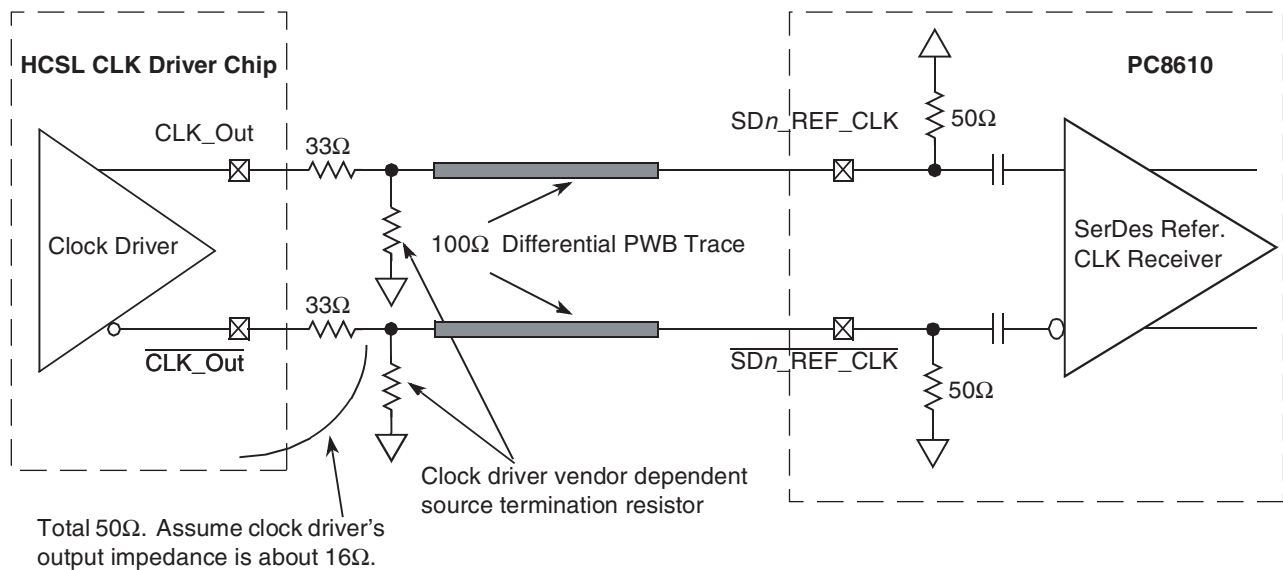 HCSL CLK Driver Chip
PC8610
CLK_Out
33Ω
SDn_REF_CLK
50Ω
Clock Driver
100Ω Differential PWB Trace
SerDes Refer.
CLK Receiver
33Ω
CLK_Out
SDn_REF_CLK
50Ω
Clock driver vendor dependent
source termination resistor
Total 50Ω. Assume clock driver's
output impedance is about 16Ω.